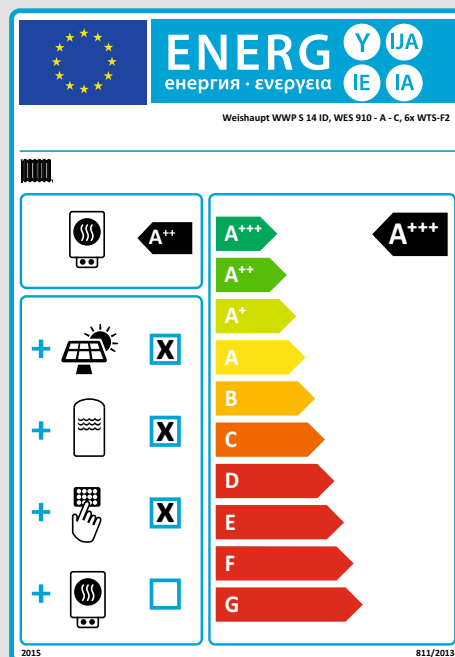 ENERG
енергия · ενεργεια
Y IJA
IE IA
Weishaupt WWP S 14 ID, WES 910 - A - C, 6x WTS-F2
A++
A+++
A+++
A++
A+
A
X
B
X
C
D
X
E
F
G
2015
811/2013